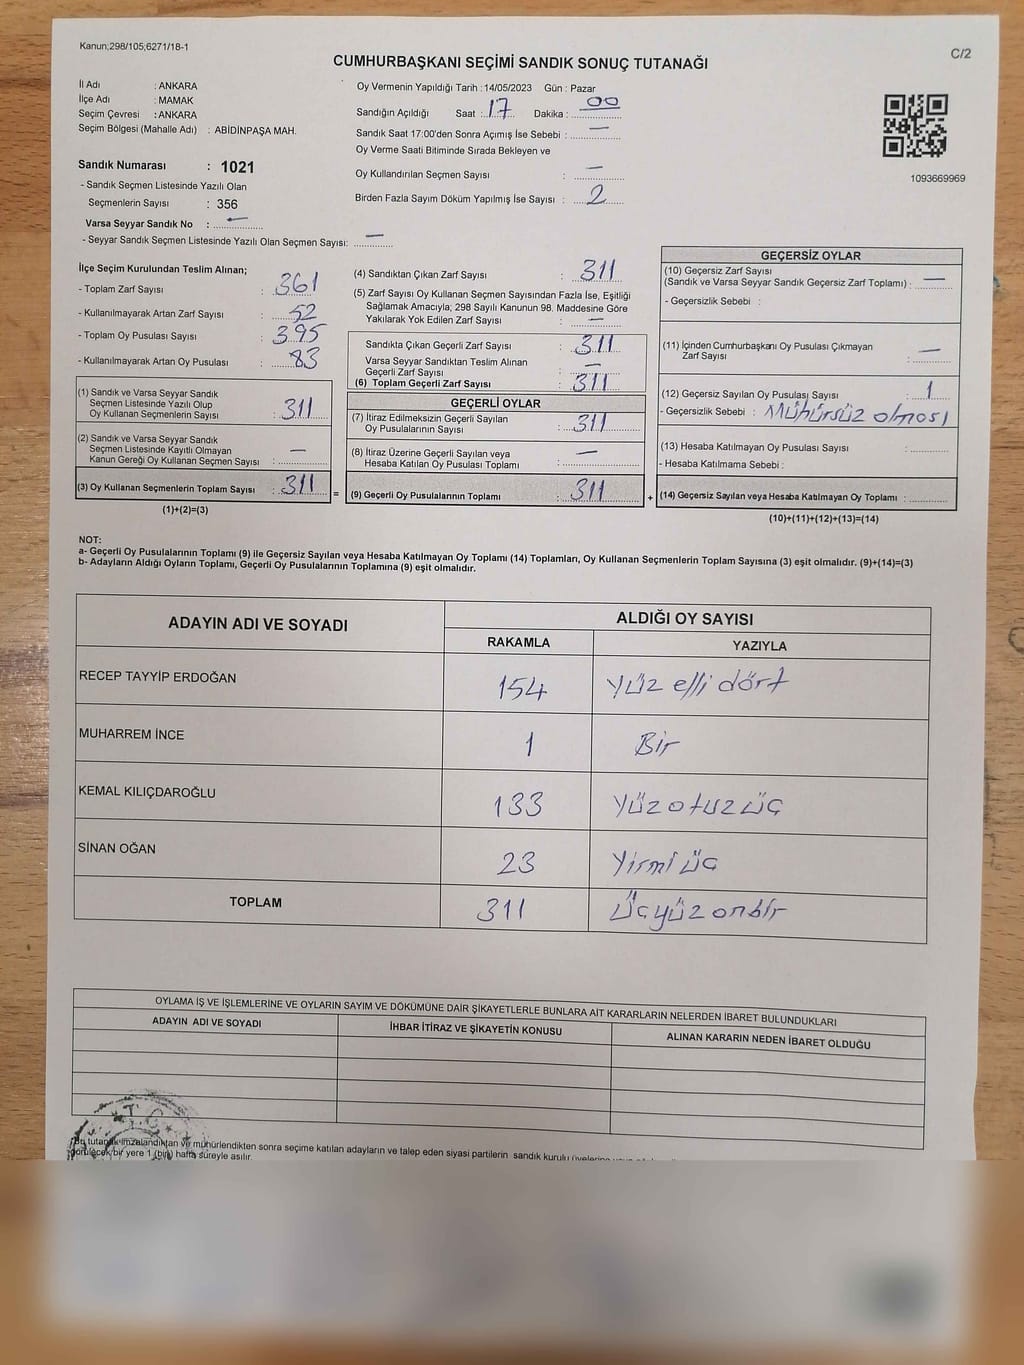 Kanun;298/105;6271/18-1
C/2
CUMHURBAŞKANI SEÇİMİ SANDIK SONUÇ TUTANAĞI
İl Adı : ANKARA
İlçe Adı : MAMAK
Seçim Çevresi : ANKARA
Seçim Bölgesi (Mahalle Adı) : ABİDİNPAŞA MAH.
Sandık Numarası : 1021
- Sandık Seçmen Listesinde Yazılı Olan
Seçmenlerin Sayısı : 356
Varsa Seyyar Sandık No : —
- Seyyar Sandık Seçmen Listesinde Yazılı Olan Seçmen Sayısı: —
Oy Vermenin Yapıldığı Tarih : 14/05/2023 Gün : Pazar
Sandığın Açıldığı Saat : 17 Dakika : 00
Sandık Saat 17:00'den Sonra Açımış İse Sebebi : —
Oy Verme Saati Bitiminde Sırada Bekleyen ve
Oy Kullandırılan Seçmen Sayısı : —
Birden Fazla Sayım Döküm Yapılmış İse Sayısı : 2
1093669969
İlçe Seçim Kurulundan Teslim Alınan;
- Toplam Zarf Sayısı : 361
- Kullanılmayarak Artan Zarf Sayısı : 52
- Toplam Oy Pusulası Sayısı : 395
- Kullanılmayarak Artan Oy Pusulası : 83
(1) Sandık ve Varsa Seyyar Sandık
Seçmen Listesinde Yazılı Olup
Oy Kullanan Seçmenlerin Sayısı : 311
(2) Sandık ve Varsa Seyyar Sandık
Seçmen Listesinde Kayıtlı Olmayan
Kanun Gereği Oy Kullanan Seçmen Sayısı : —
(3) Oy Kullanan Seçmenlerin Toplam Sayısı : 311
(1)+(2)=(3)
(4) Sandıktan Çıkan Zarf Sayısı : 311
(5) Zarf Sayısı Oy Kullanan Seçmen Sayısından Fazla İse, Eşitliği
Sağlamak Amacıyla; 298 Sayılı Kanunun 98. Maddesine Göre
Yakılarak Yok Edilen Zarf Sayısı : —
Sandıkta Çıkan Geçerli Zarf Sayısı : 311
Varsa Seyyar Sandıktan Teslim Alınan
Geçerli Zarf Sayısı : —
(6) Toplam Geçerli Zarf Sayısı : 311
GEÇERLİ OYLAR
(7) İtiraz Edilmeksizin Geçerli Sayılan
Oy Pusulalarının Sayısı : 311
(8) İtiraz Üzerine Geçerli Sayılan veya
Hesaba Katılan Oy Pusulası Toplamı : —
= (9) Geçerli Oy Pusulalarının Toplamı : 311 +
GEÇERSİZ OYLAR
(10) Geçersiz Zarf Sayısı
(Sandık ve Varsa Seyyar Sandık Geçersiz Zarf Toplamı) : —
- Geçersizlik Sebebi :
(11) İçinden Cumhurbaşkanı Oy Pusulası Çıkmayan
Zarf Sayısı : —
(12) Geçersiz Sayılan Oy Pusulası Sayısı : 1
- Geçersizlik Sebebi : Mühürsüz olması
(13) Hesaba Katılmayan Oy Pusulası Sayısı :
- Hesaba Katılmama Sebebi :
(14) Geçersiz Sayılan veya Hesaba Katılmayan Oy Toplamı :
(10)+(11)+(12)+(13)=(14)
NOT:
a- Geçerli Oy Pusulalarının Toplamı (9) ile Geçersiz Sayılan veya Hesaba Katılmayan Oy Toplamı (14) Toplamları, Oy Kullanan Seçmenlerin Toplam Sayısına (3) eşit olmalıdır. (9)+(14)=(3)
b- Adayların Aldığı Oyların Toplamı, Geçerli Oy Pusulalarının Toplamına (9) eşit olmalıdır.
ADAYIN ADI VE SOYADI
ALDIĞI OY SAYISI
RAKAMLA YAZIYLA
RECEP TAYYİP ERDOĞAN 154 Yüz elli dört
MUHARREM İNCE 1 Bir
KEMAL KILIÇDAROĞLU 133 Yüz otuz üç
SİNAN OĞAN 23 Yirmi üç
TOPLAM 311 Üçyüz onbir
OYLAMA İŞ VE İŞLEMLERİNE VE OYLARIN SAYIM VE DÖKÜMÜNE DAİR ŞİKAYETLERLE BUNLARA AİT KARARLARIN NELERDEN İBARET BULUNDUKLARI
ADAYIN ADI VE SOYADI İHBAR İTİRAZ VE ŞİKAYETİN KONUSU ALINAN KARARIN NEDEN İBARET OLDUĞU
T.C.
Bu tutanak imzalandıktan ve mühürlendikten sonra seçime katılan adayların ve talep eden siyasi partilerin sandık kurulu
görülecek bir yere 1 (bir) hafta süreyle asılır.